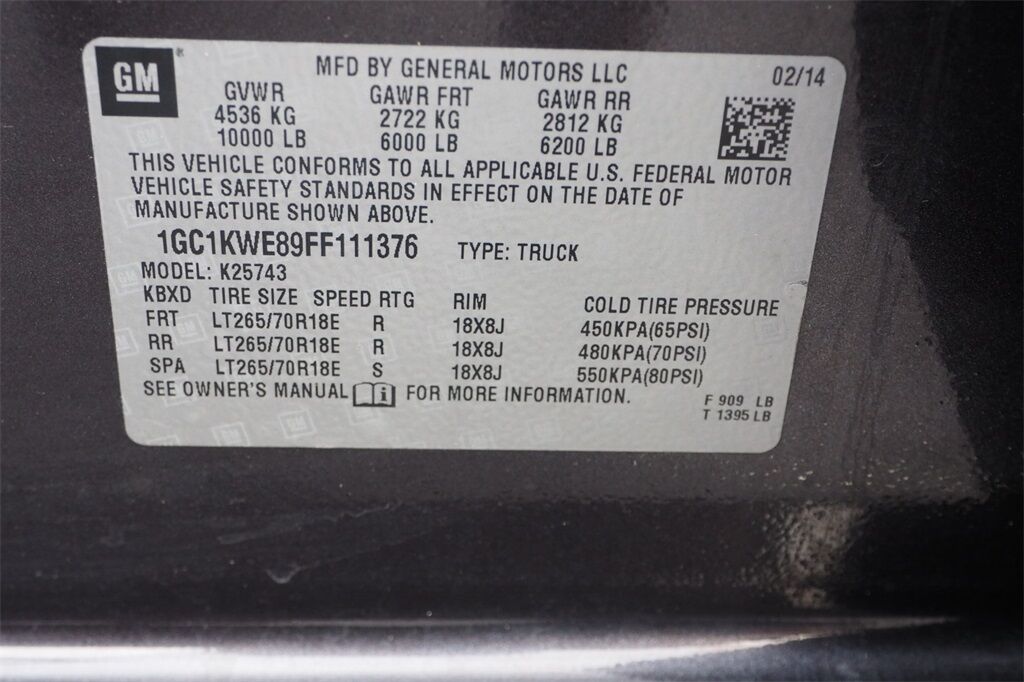 GM
MFD BY GENERAL MOTORS LLC 02/14
GVWR GAWR FRT GAWR RR
4536 KG 2722 KG 2812 KG
10000 LB 6000 LB 6200 LB
THIS VEHICLE CONFORMS TO ALL APPLICABLE U.S. FEDERAL MOTOR
VEHICLE SAFETY STANDARDS IN EFFECT ON THE DATE OF
MANUFACTURE SHOWN ABOVE.
1GC1KWE89FF111376 TYPE: TRUCK
MODEL: K25743
KBXD TIRE SIZE SPEED RTG RIM COLD TIRE PRESSURE
FRT LT265/70R18E R 18X8J 450KPA(65PSI)
RR LT265/70R18E R 18X8J 480KPA(70PSI)
SPA LT265/70R18E S 18X8J 550KPA(80PSI)
SEE OWNER'S MANUAL i FOR MORE INFORMATION.
F 909 LB
T 1395 LB